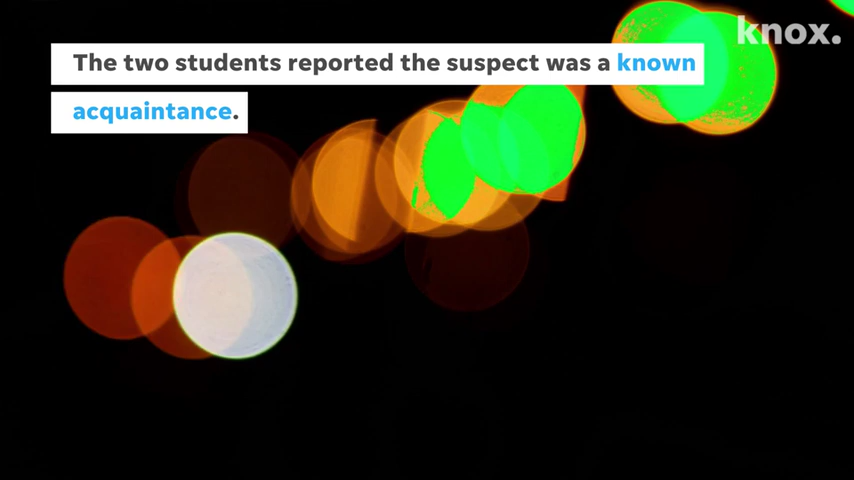 knox.
The two students reported the suspect was a known
acquaintance.